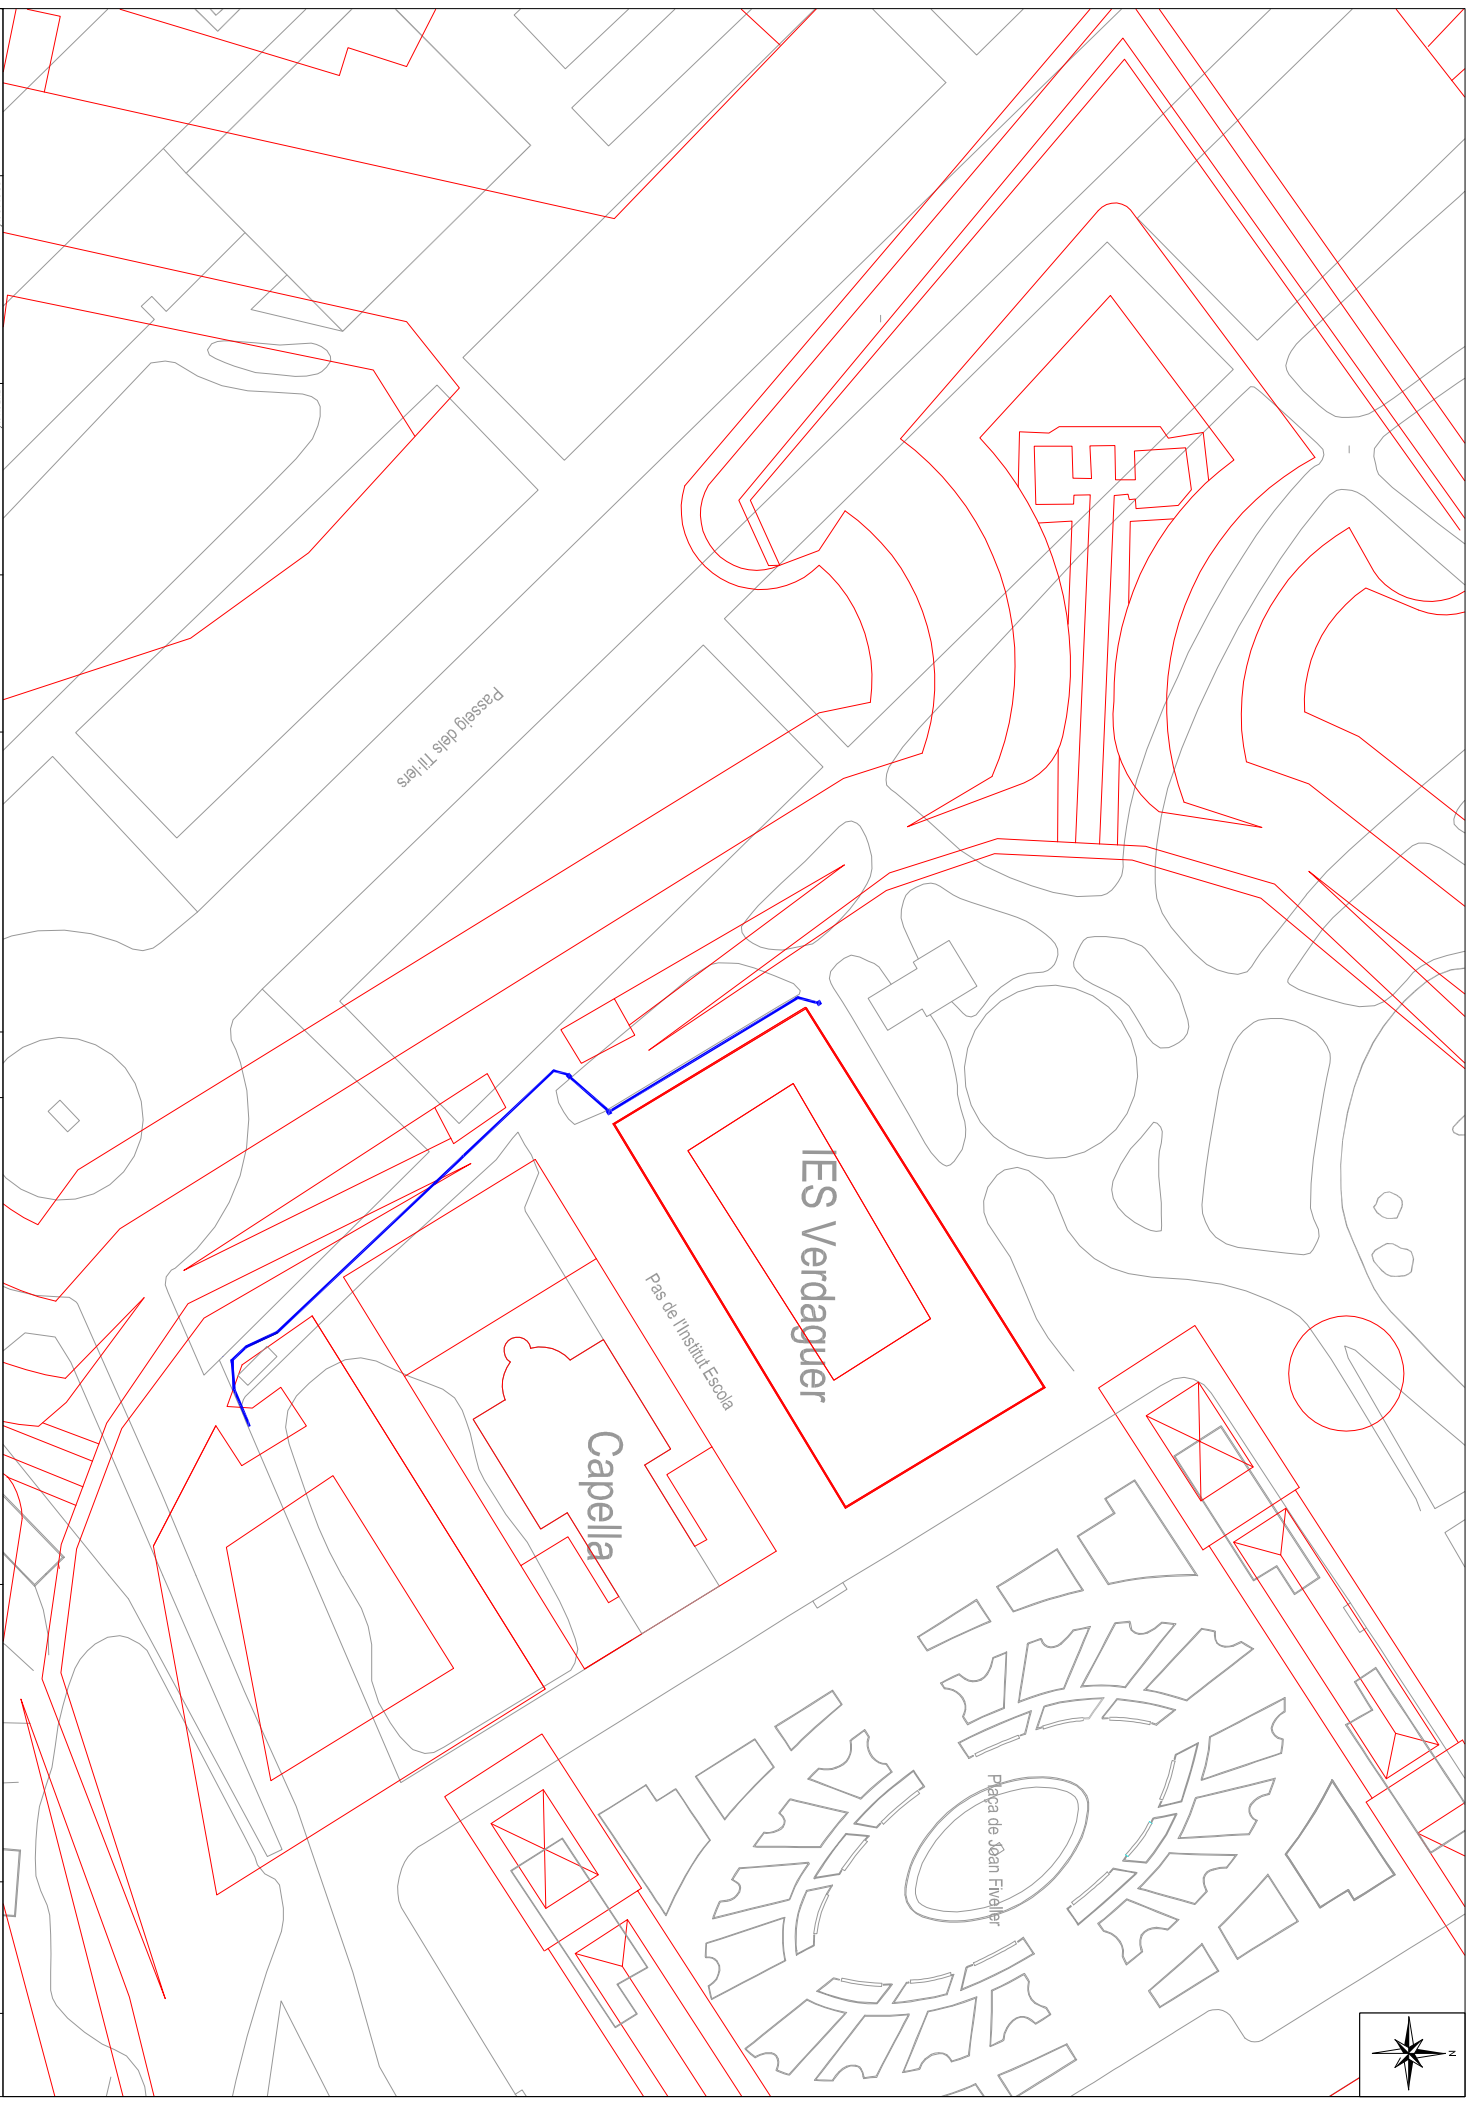 Passeig dels Til·lers
IES Verdaguer
Pas de l'Institut Escola
Capella
Plaça de Joan Fiveller
N